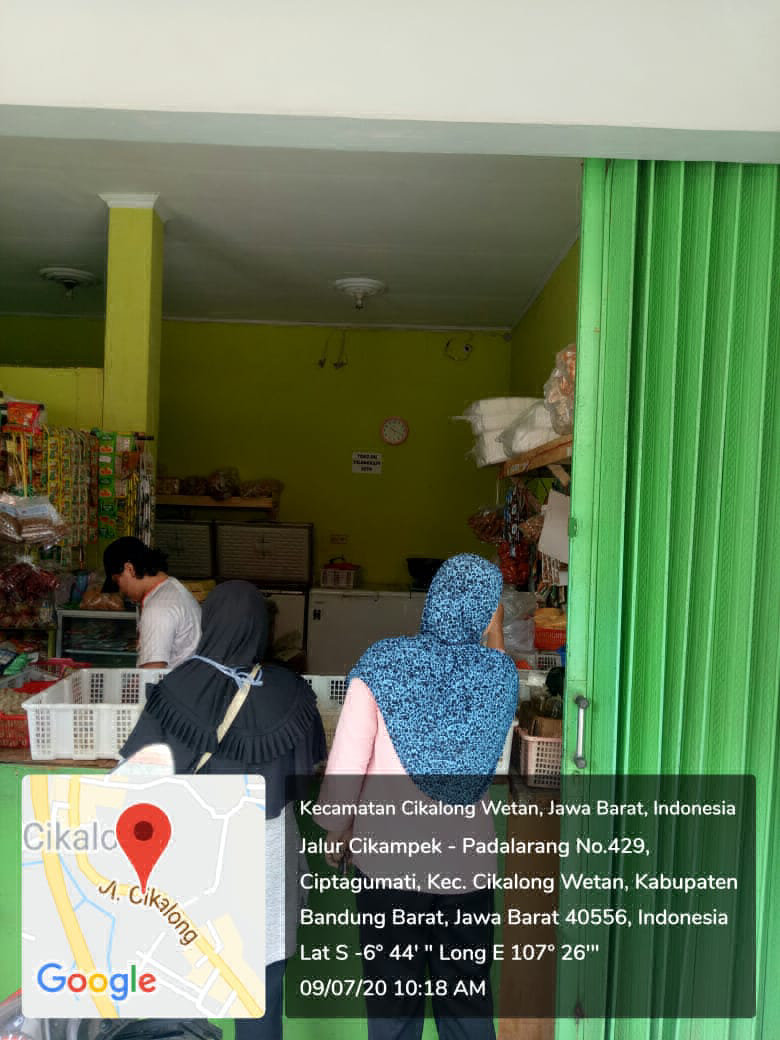 Cikalo
Jl. Cikalong
Google
Kecamatan Cikalong Wetan, Jawa Barat, Indonesia
Jalur Cikampek - Padalarang No.429,
Ciptagumati, Kec. Cikalong Wetan, Kabupaten
Bandung Barat, Jawa Barat 40556, Indonesia
Lat S -6° 44' " Long E 107° 26'"
09/07/20 10:18 AM